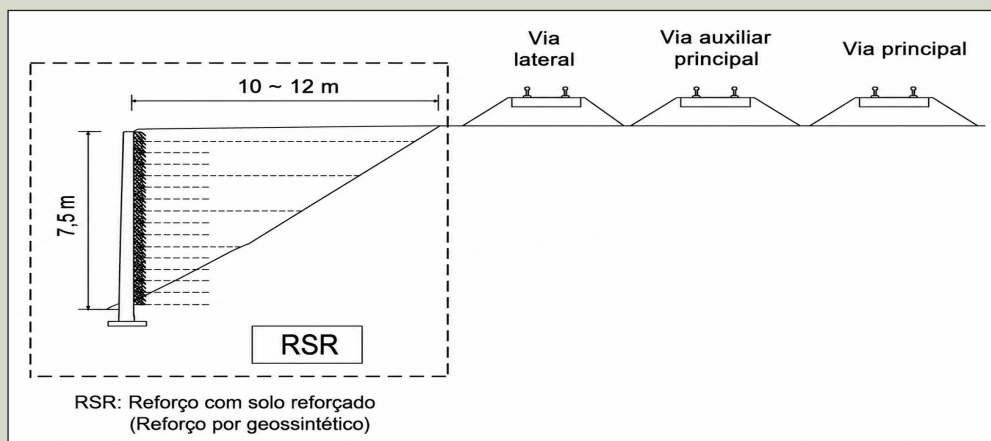 Via
lateral
Via auxiliar
principal
Via principal
10 ~ 12 m
7,5 m
RSR
RSR: Reforço com solo reforçado
(Reforço por geossintético)